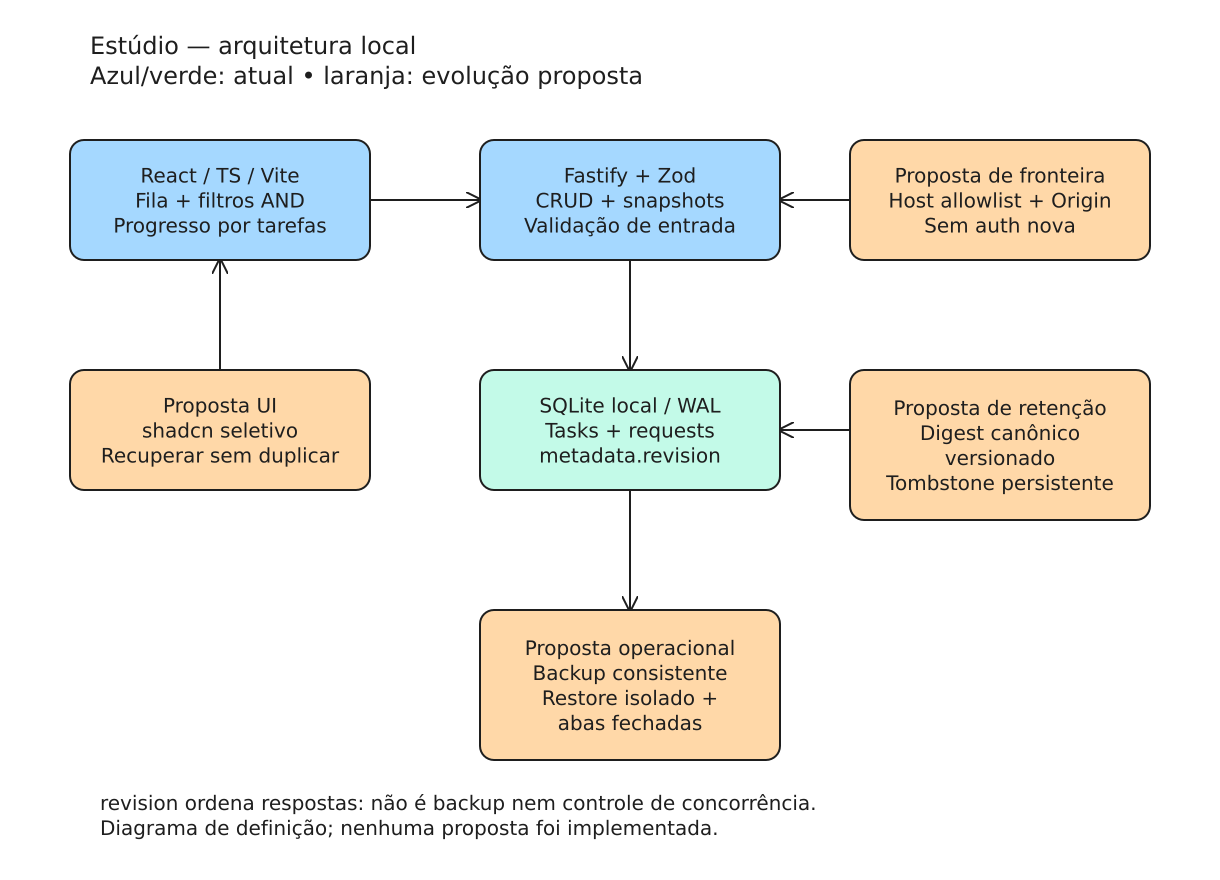 Estúdio — arquitetura local
Azul/verde: atual • laranja: evolução proposta
React / TS / Vite
Fila + filtros AND
Progresso por tarefas
Fastify + Zod
CRUD + snapshots
Validação de entrada
Proposta de fronteira
Host allowlist + Origin
Sem auth nova
Proposta UI
shadcn seletivo
Recuperar sem duplicar
SQLite local / WAL
Tasks + requests
metadata.revision
Proposta de retenção
Digest canônico
versionado
Tombstone persistente
Proposta operacional
Backup consistente
Restore isolado +
abas fechadas
revision ordena respostas: não é backup nem controle de concorrência.
Diagrama de definição; nenhuma proposta foi implementada.